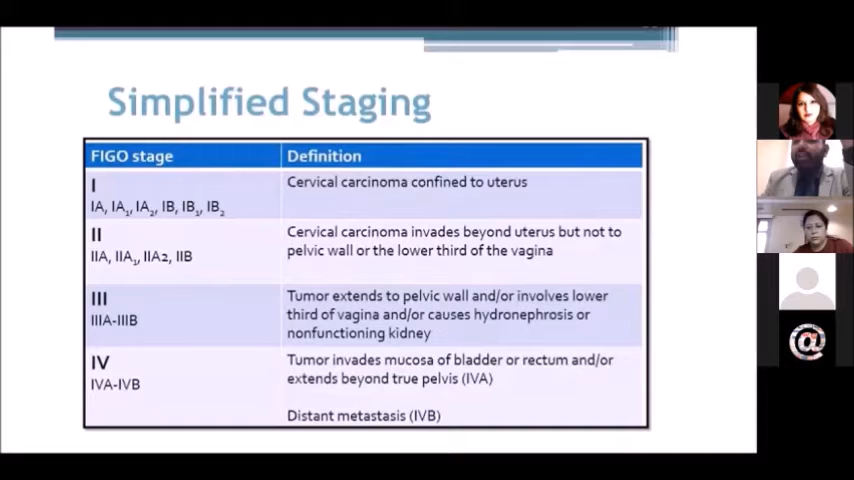 Simplified Staging
FIGO stage
Definition
I
IA, IA1, IA2, IB, IB1, IB2
Cervical carcinoma confined to uterus
II
IIA, IIA1, IIA2, IIB
Cervical carcinoma invades beyond uterus but not to
pelvic wall or the lower third of the vagina
III
IIIA-IIIB
Tumor extends to pelvic wall and/or involves lower
third of vagina and/or causes hydronephrosis or
nonfunctioning kidney
IV
IVA-IVB
Tumor invades mucosa of bladder or rectum and/or
extends beyond true pelvis (IVA)
Distant metastasis (IVB)
@